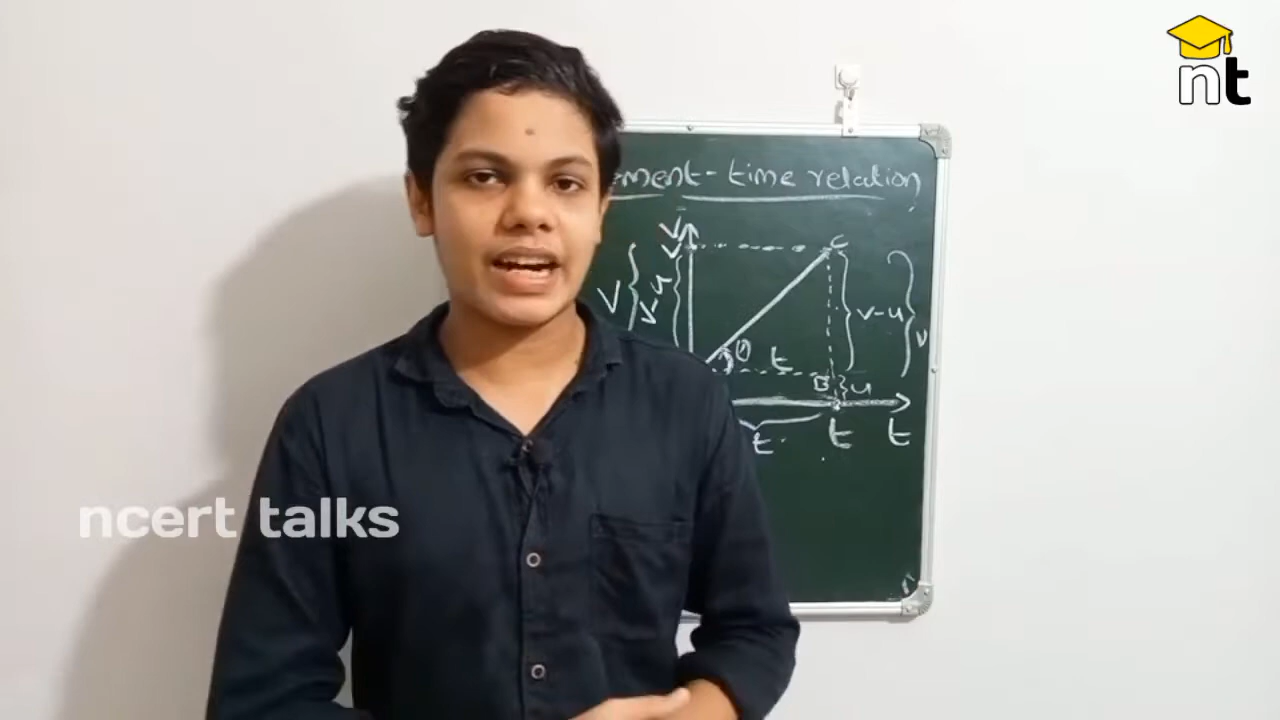 nt
ement-time relation
V
V
C
V
V-u
V-u
V
θ
t
B
u
t
t
t
ncert talks